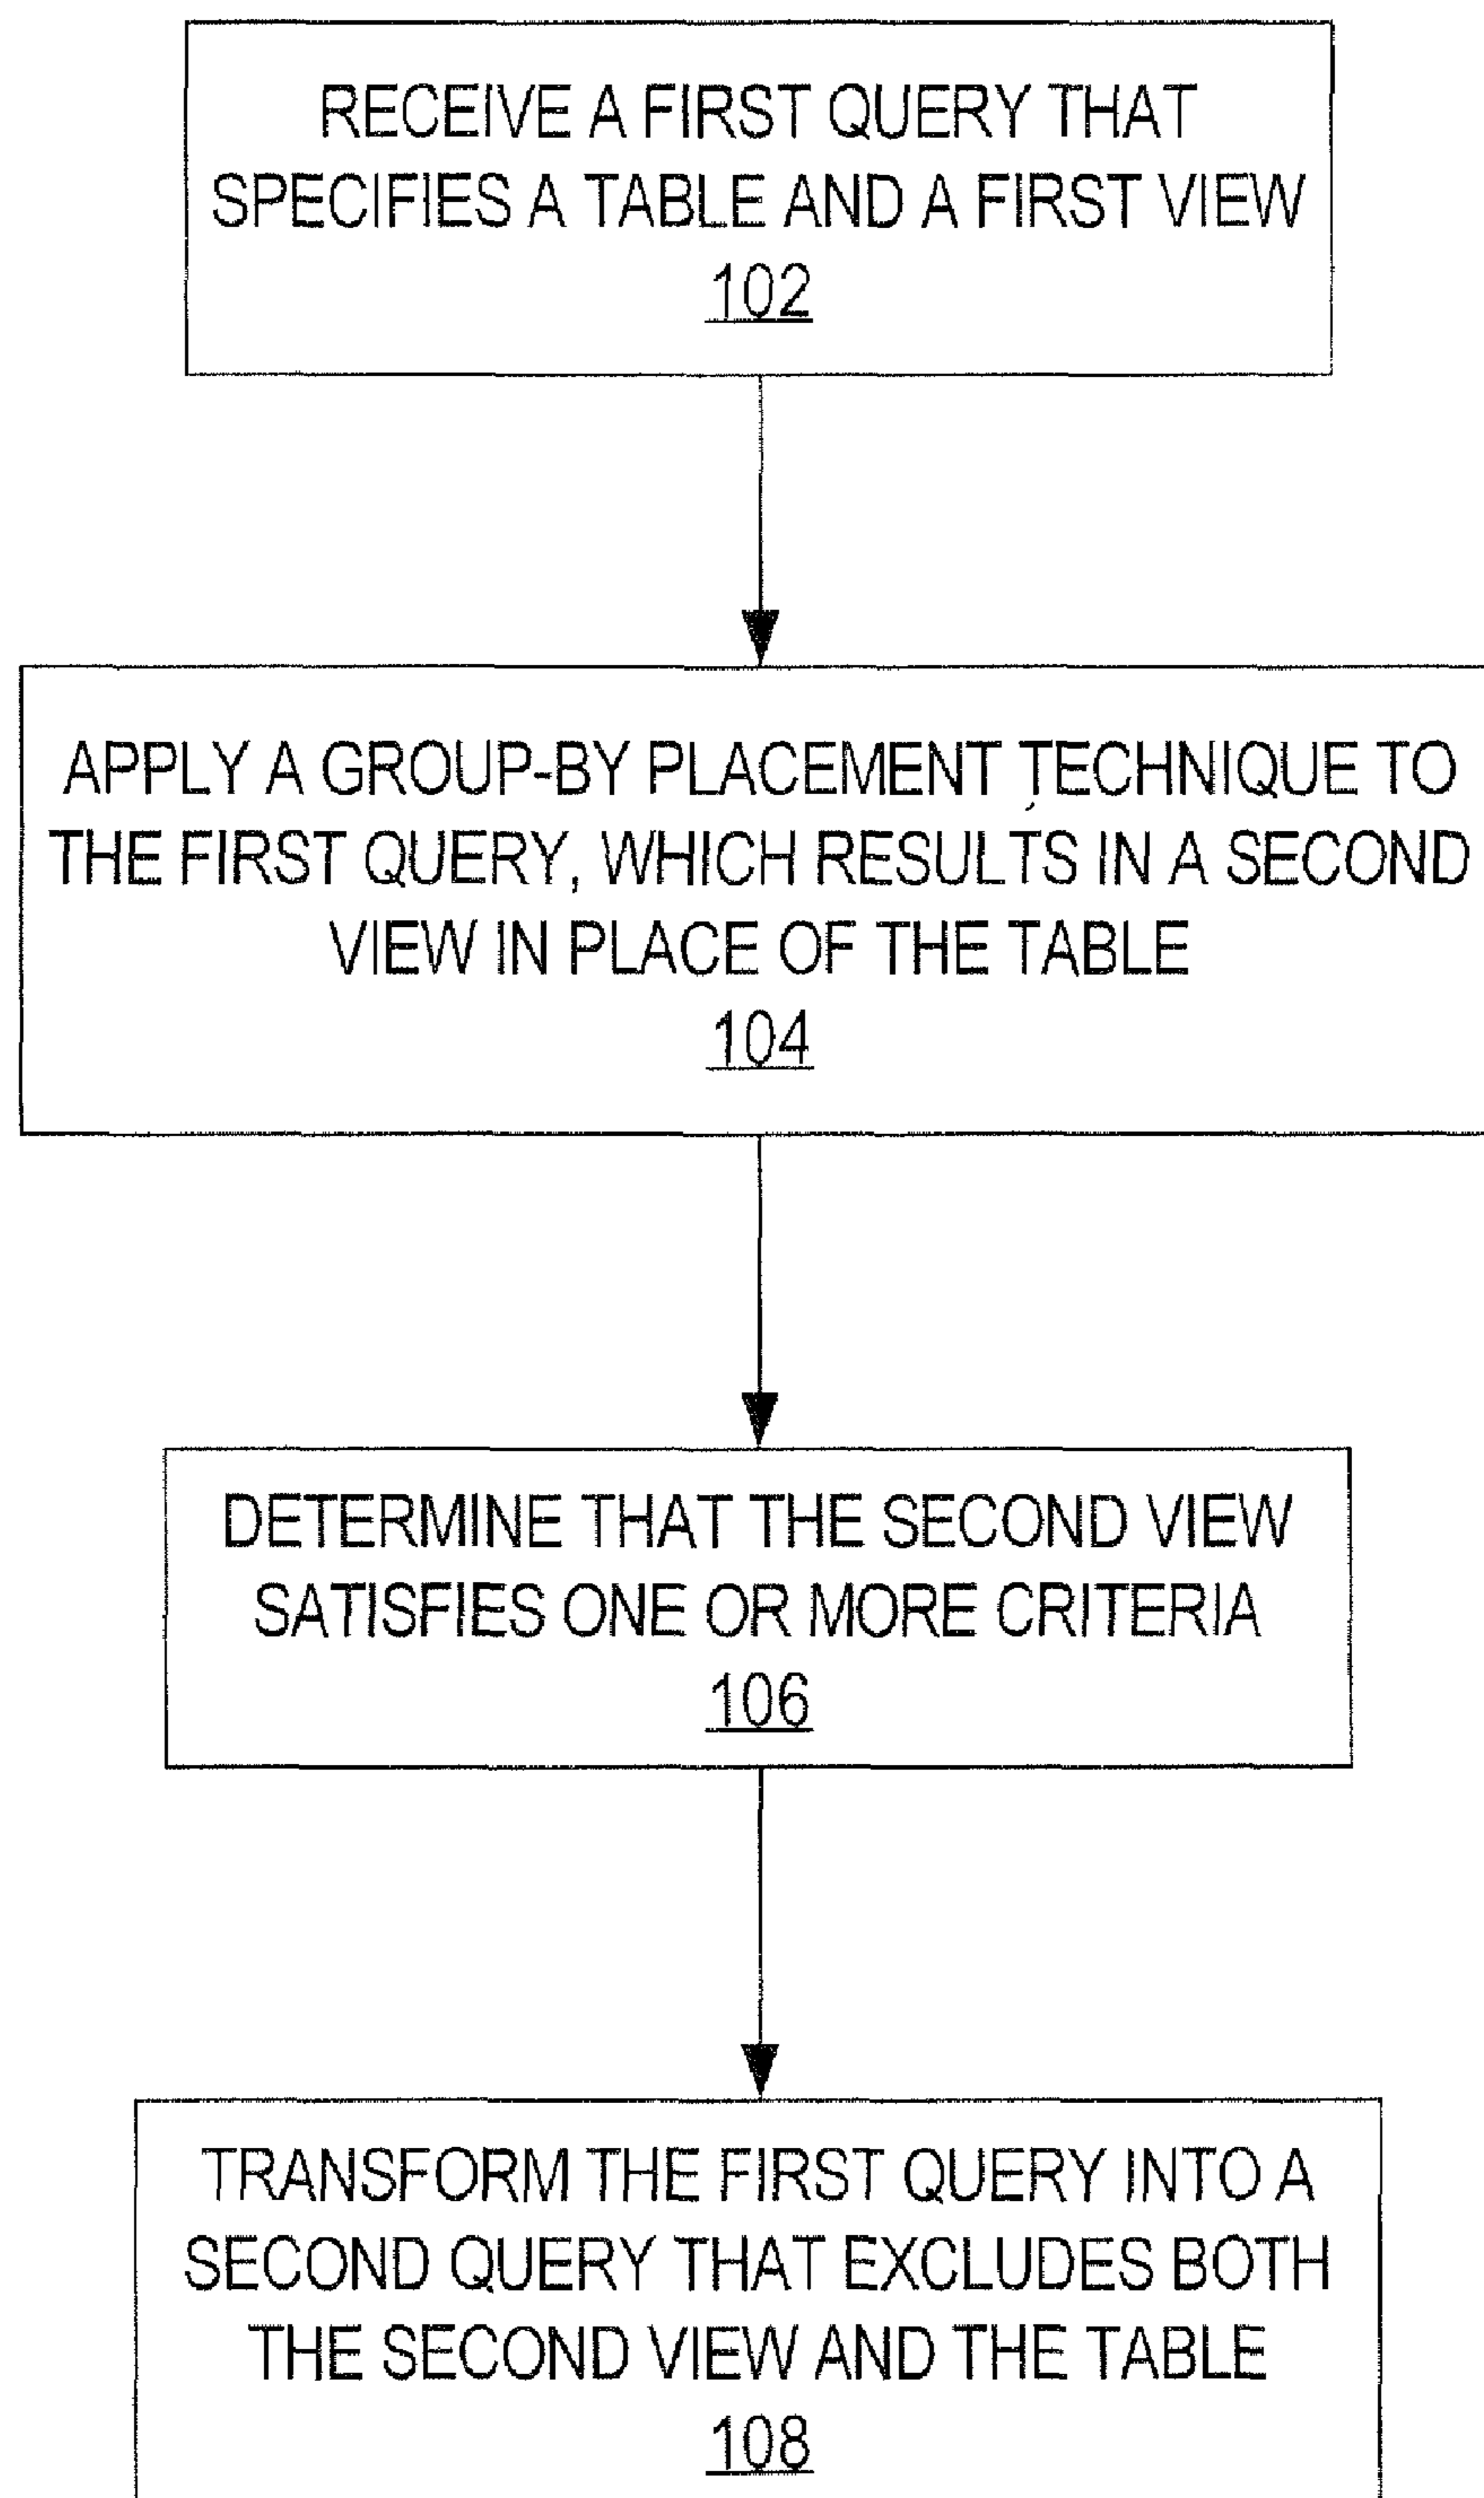 RECEIVE A FIRST QUERY THAT
SPECIFIES A TABLE AND A FIRST VIEW
102
APPLY A GROUP-BY PLACEMENT TECHNIQUE TO
THE FIRST QUERY, WHICH RESULTS IN A SECOND
VIEW IN PLACE OF THE TABLE
104
DETERMINE THAT THE SECOND VIEW
SATISFIES ONE OR MORE CRITERIA
106
TRANSFORM THE FIRST QUERY INTO A
SECOND QUERY THAT EXCLUDES BOTH
THE SECOND VIEW AND THE TABLE
108